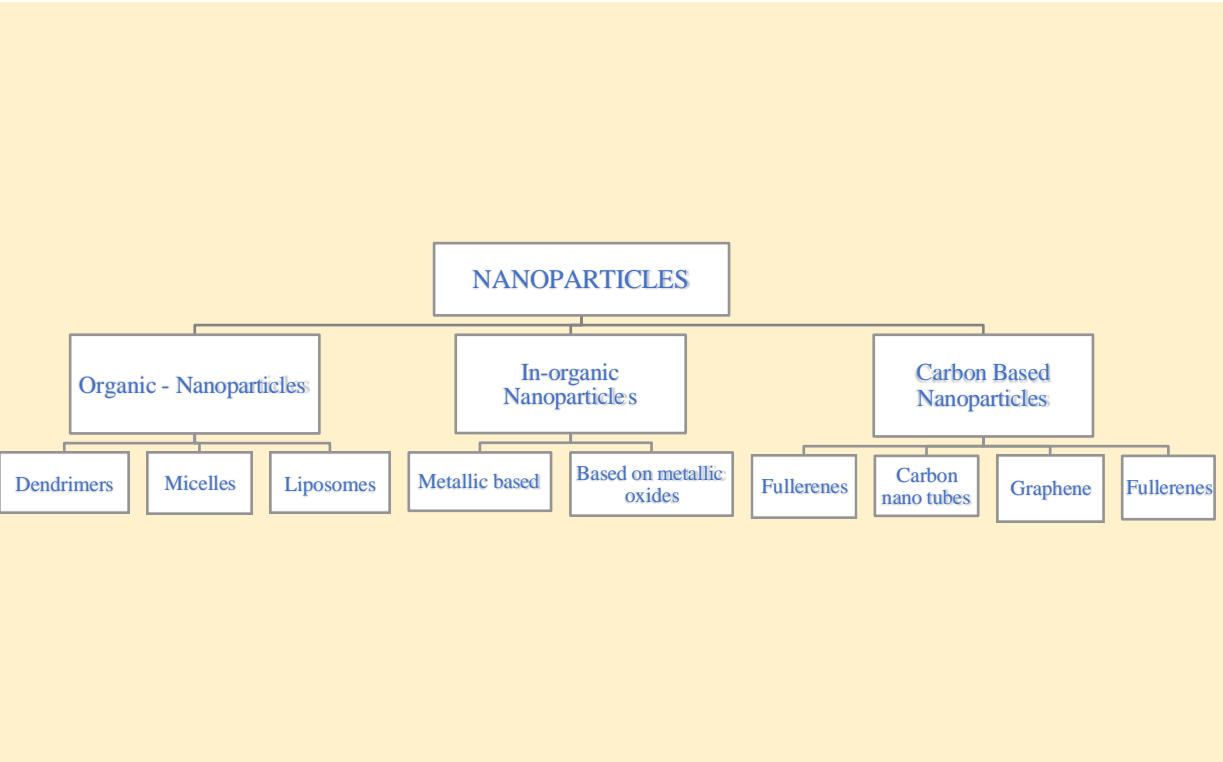 NANOPARTICLES
Organic - Nanoparticles
In-organic
Nanoparticles
Carbon Based
Nanoparticles
Dendrimers
Micelles
Liposomes
Metallic based
Based on metallic
oxides
Fullerenes
Carbon
nano tubes
Graphene
Fullerenes